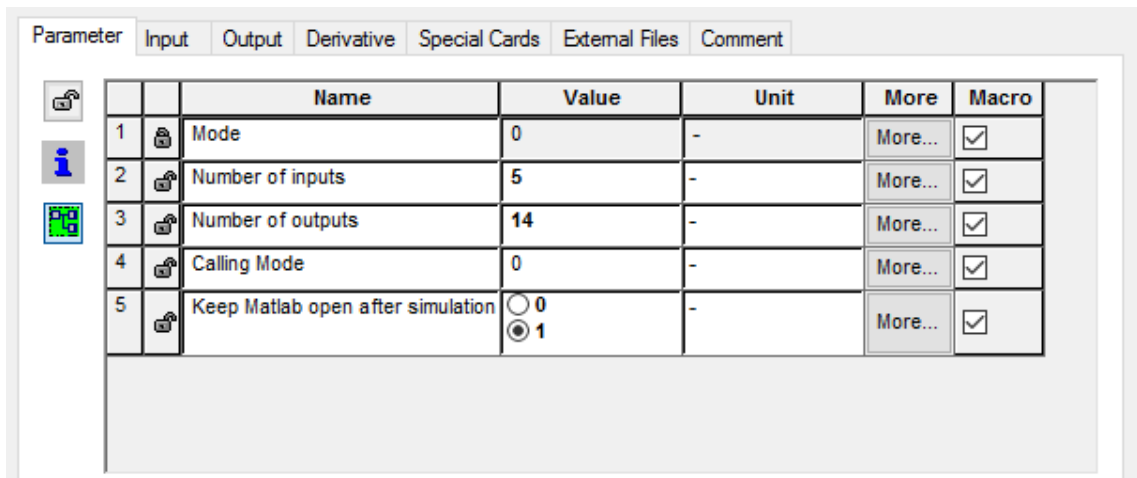 Parameter Input Output Derivative Special Cards External Files Comment
Name Value Unit More Macro
1 Mode 0 - More...
2 Number of inputs 5 - More...
3 Number of outputs 14 - More...
4 Calling Mode 0 - More...
5 Keep Matlab open after simulation 0 - More...
1